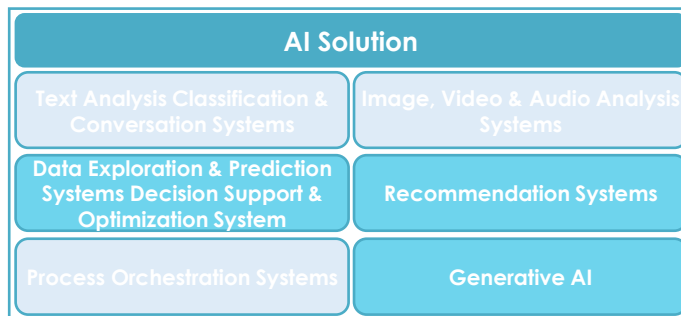 AI Solution
Text Analysis Classification &
Conversation Systems
Image, Video & Audio Analysis
Systems
Data Exploration & Prediction
Systems Decision Support &
Optimization System
Recommendation Systems
Process Orchestration Systems
Generative AI